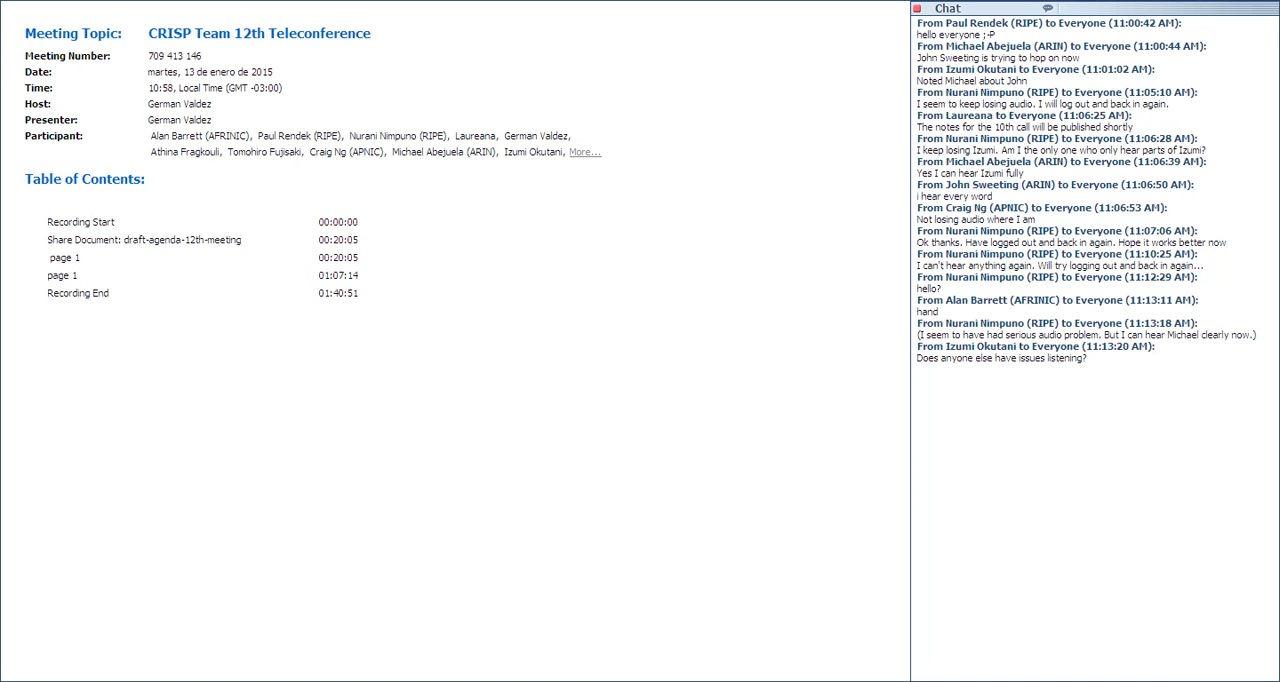 Meeting Topic: CRISP Team 12th Teleconference
Meeting Number: 709 413 146
Date: martes, 13 de enero de 2015
Time: 10:58, Local Time (GMT -03:00)
Host: German Valdez
Presenter: German Valdez
Participant: Alan Barrett (AFRINIC), Paul Rendek (RIPE), Nurani Nimpuno (RIPE), Laureana, German Valdez,
Athina Fragkouli, Tomohiro Fujisaki, Craig Ng (APNIC), Michael Abejuela (ARIN), Izumi Okutani, More...
Table of Contents:
Recording Start 00:00:00
Share Document: draft-agenda-12th-meeting 00:20:05
page 1 00:20:05
page 1 01:07:14
Recording End 01:40:51
Chat
From Paul Rendek (RIPE) to Everyone (11:00:42 AM):
hello everyone ;-P
From Michael Abejuela (ARIN) to Everyone (11:00:44 AM):
John Sweeting is trying to hop on now
From Izumi Okutani to Everyone (11:01:02 AM):
Noted Michael about John
From Nurani Nimpuno (RIPE) to Everyone (11:05:10 AM):
I seem to keep losing audio. I will log out and back in again.
From Laureana to Everyone (11:06:25 AM):
The notes for the 10th call will be published shortly
From Nurani Nimpuno (RIPE) to Everyone (11:06:28 AM):
I keep losing Izumi. Am I the only one who only hear parts of Izumi?
From Michael Abejuela (ARIN) to Everyone (11:06:39 AM):
Yes I can hear Izumi fully
From John Sweeting (ARIN) to Everyone (11:06:50 AM):
i hear every word
From Craig Ng (APNIC) to Everyone (11:06:53 AM):
Not losing audio where I am
From Nurani Nimpuno (RIPE) to Everyone (11:07:06 AM):
Ok thanks. Have logged out and back in again. Hope it works better now
From Nurani Nimpuno (RIPE) to Everyone (11:10:25 AM):
I can't hear anything again. Will try logging out and back in again...
From Nurani Nimpuno (RIPE) to Everyone (11:12:29 AM):
hello?
From Alan Barrett (AFRINIC) to Everyone (11:13:11 AM):
hand
From Nurani Nimpuno (RIPE) to Everyone (11:13:18 AM):
(I seem to have had serious audio problem. But I can hear Michael clearly now.)
From Izumi Okutani to Everyone (11:13:20 AM):
Does anyone else have issues listening?